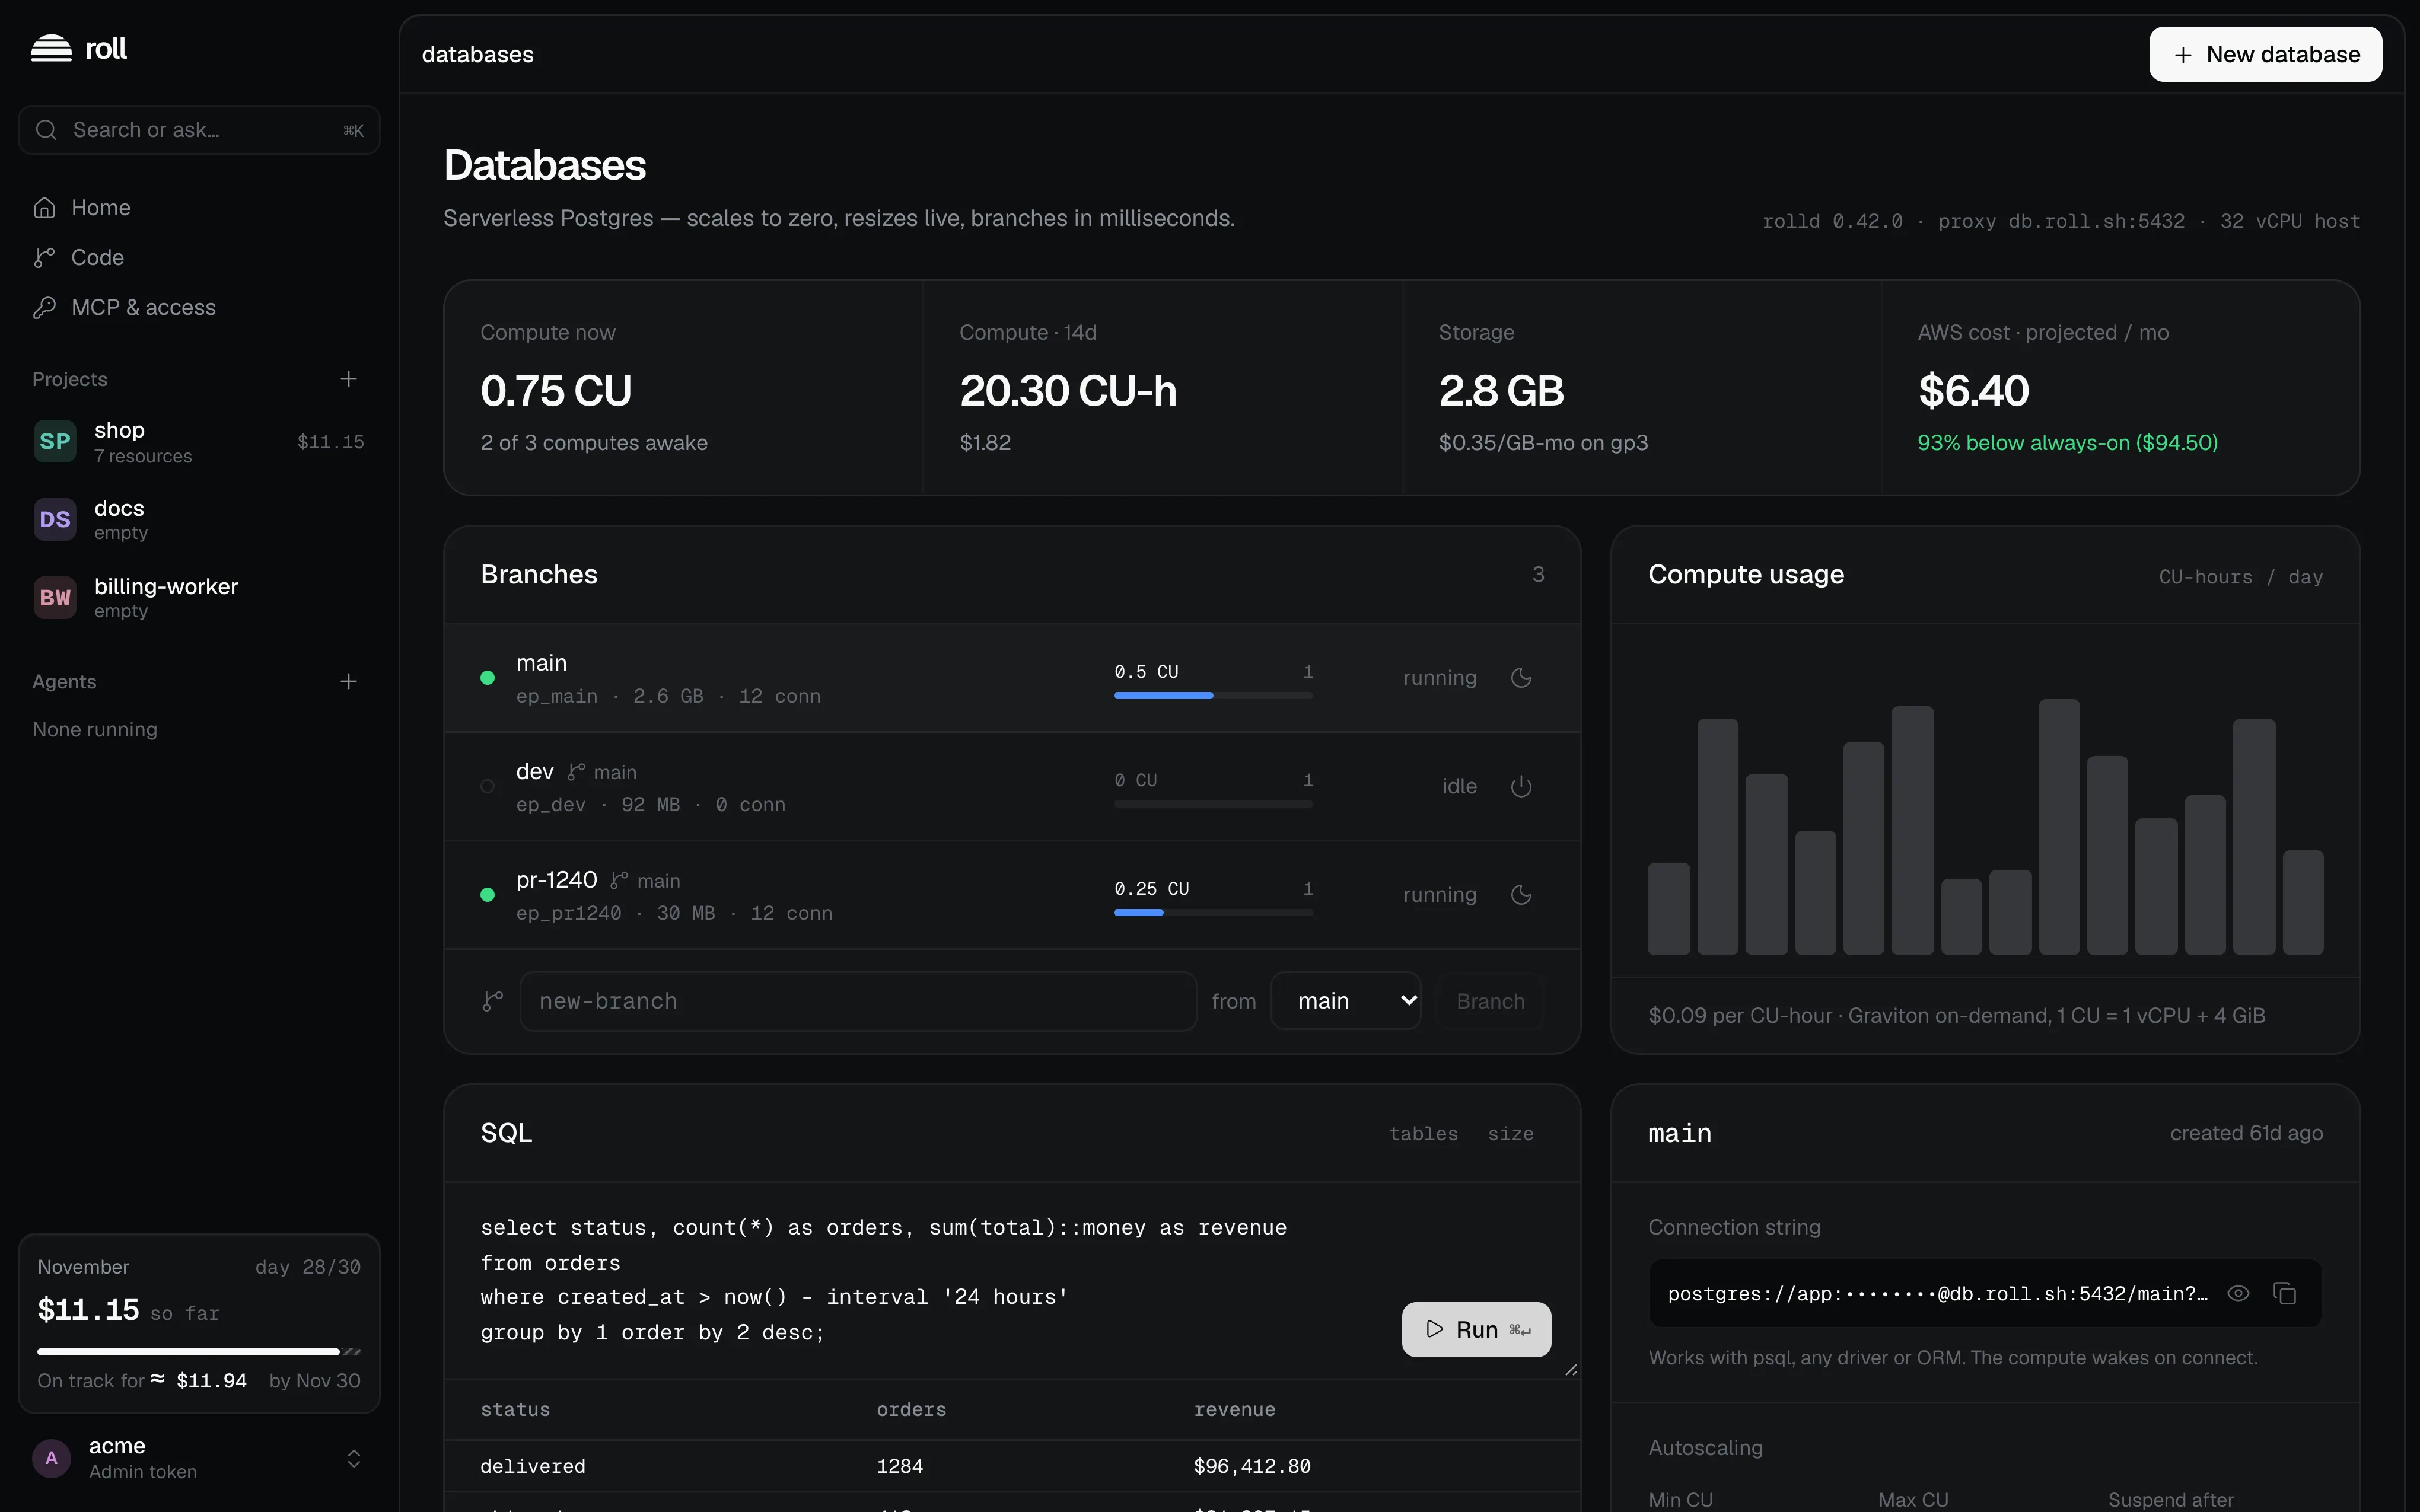 roll
Search or ask... ⌘K
Home
Code
MCP & access
Projects
SP shop $11.15
7 resources
DS docs
empty
BW billing-worker
empty
Agents
None running
November day 28/30
$11.15 so far
On track for ≈ $11.94 by Nov 30
A acme
Admin token
databases
New database
Databases
Serverless Postgres — scales to zero, resizes live, branches in milliseconds.
rolld 0.42.0 · proxy db.roll.sh:5432 · 32 vCPU host
Compute now
0.75 CU
2 of 3 computes awake
Compute · 14d
20.30 CU-h
$1.82
Storage
2.8 GB
$0.35/GB-mo on gp3
AWS cost · projected / mo
$6.40
93% below always-on ($94.50)
Branches 3
main
ep_main · 2.6 GB · 12 conn
0.5 CU 1
running
dev main
ep_dev · 92 MB · 0 conn
0 CU 1
idle
pr-1240 main
ep_pr1240 · 30 MB · 12 conn
0.25 CU 1
running
new-branch from main Branch
Compute usage CU-hours / day
$0.09 per CU-hour · Graviton on-demand, 1 CU = 1 vCPU + 4 GiB
SQL tables size
select status, count(*) as orders, sum(total)::money as revenue
from orders
where created_at > now() - interval '24 hours'
group by 1 order by 2 desc;
Run ⌘↵
status orders revenue
delivered 1284 $96,412.80
main created 61d ago
Connection string
postgres://app:••••••••@db.roll.sh:5432/main?…
Works with psql, any driver or ORM. The compute wakes on connect.
Autoscaling
Min CU Max CU Suspend after